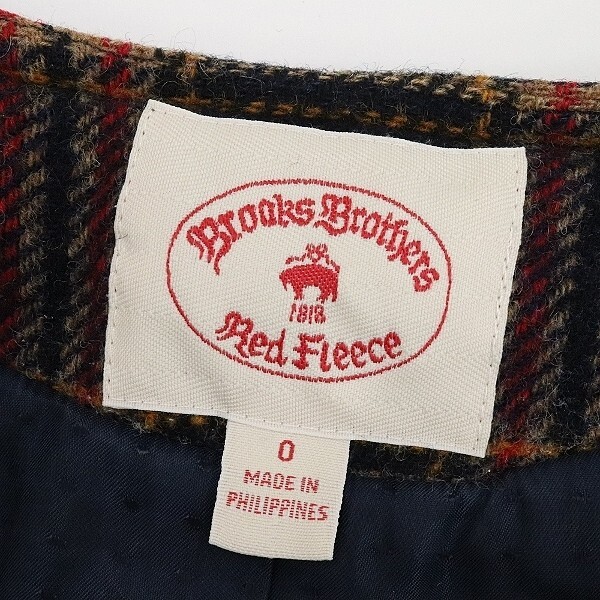 Brooks Brothers
1818
Red Fleece
0
MADE IN
PHILIPPINES